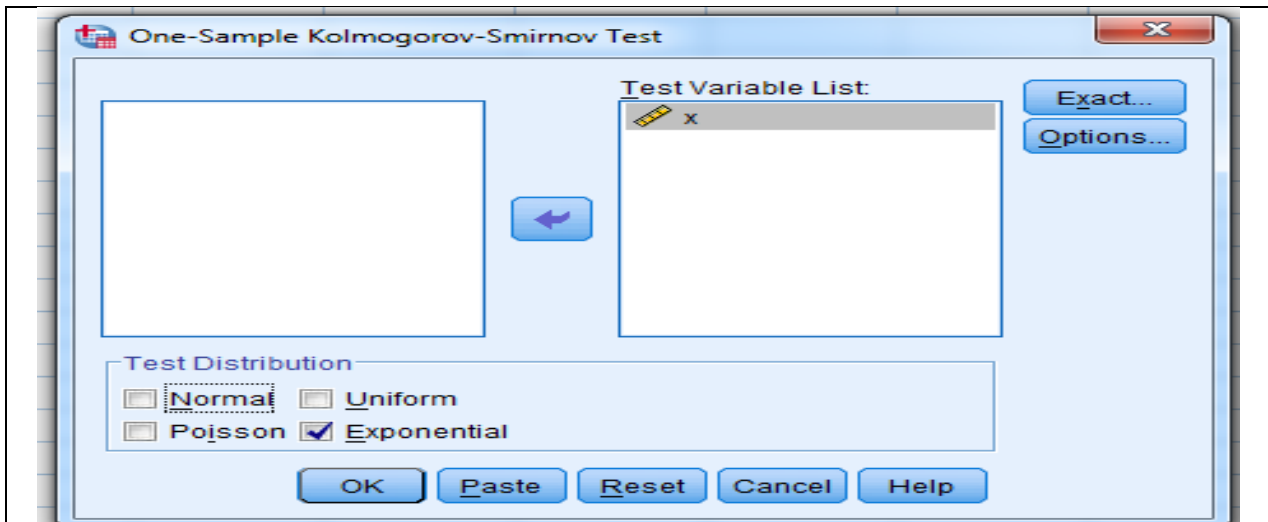 One-Sample Kolmogorov-Smirnov Test
Test Variable List:
x
Exact...
Options...
Test Distribution
Normal Uniform
Poisson Exponential
OK Paste Reset Cancel Help